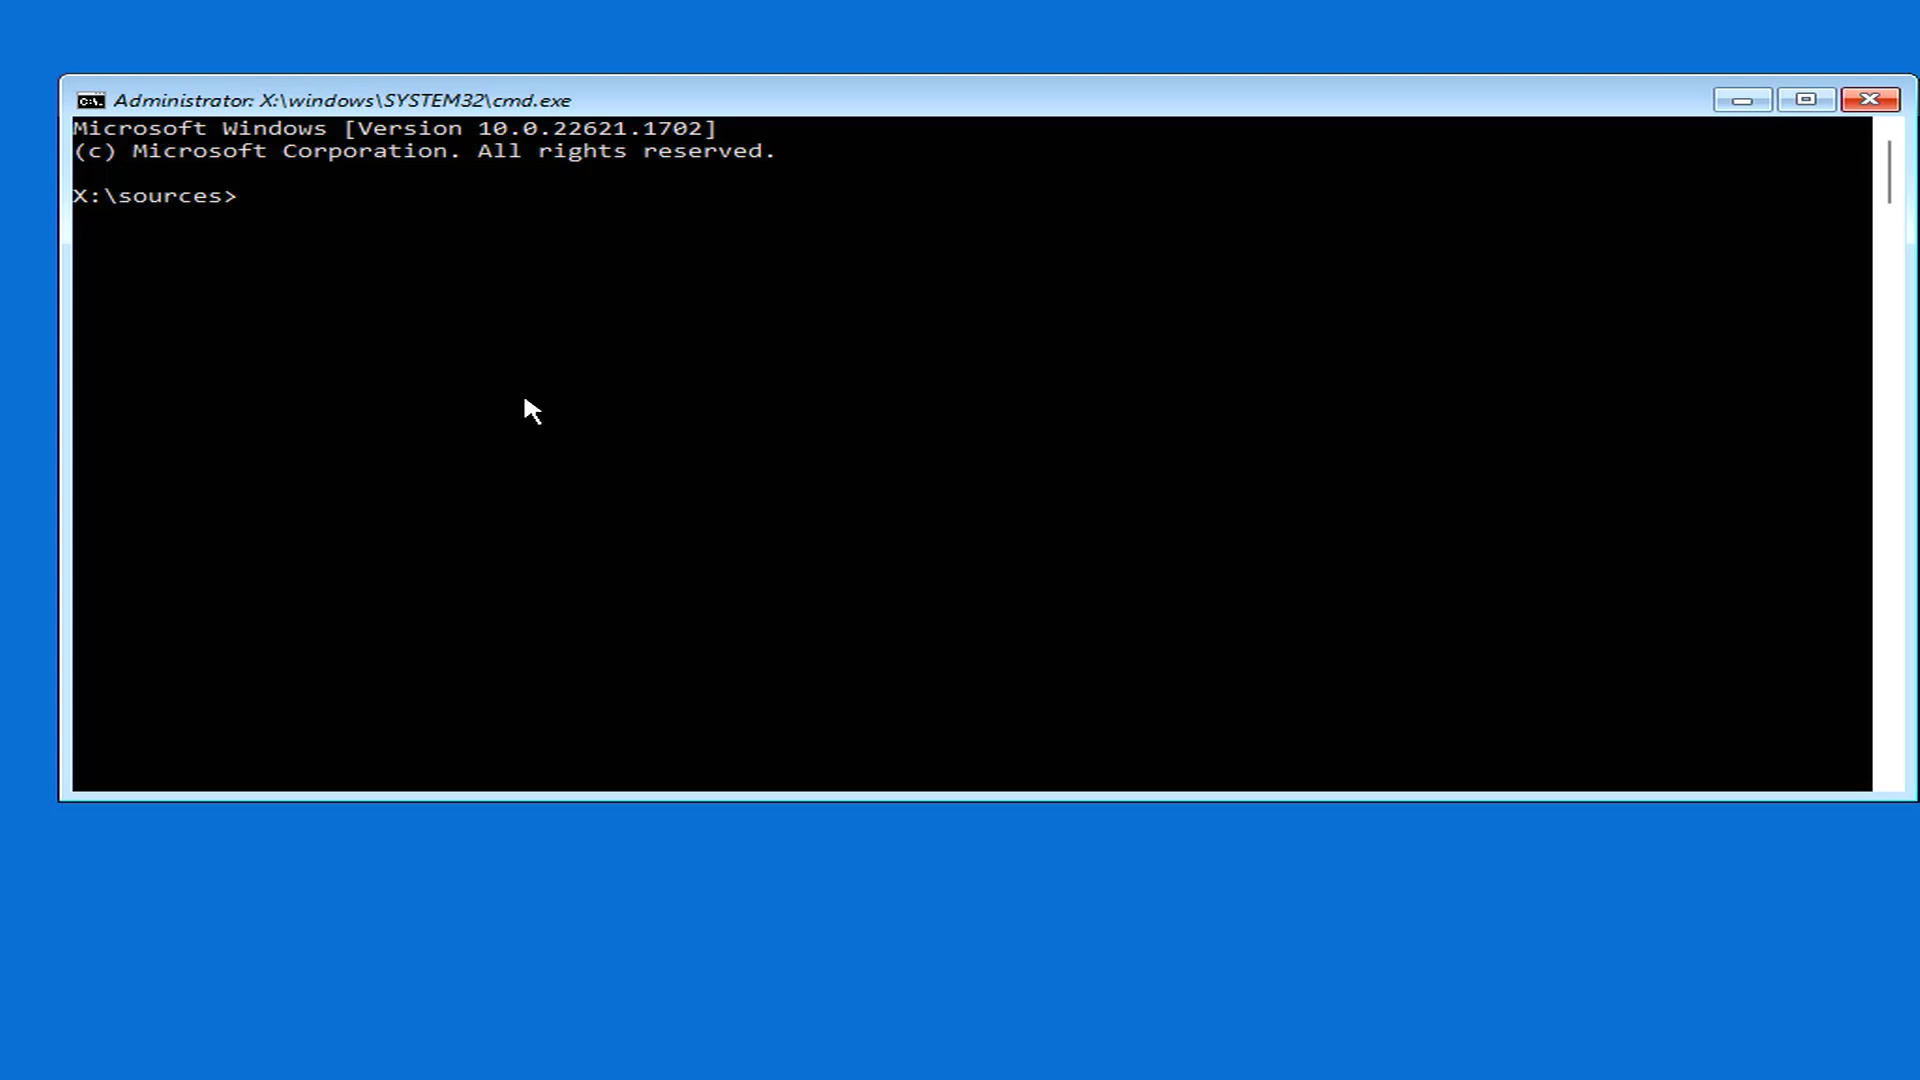 Administrator: X:\windows\SYSTEM32\cmd.exe
Microsoft Windows [Version 10.0.22621.1702]
(c) Microsoft Corporation. All rights reserved.
X:\sources>